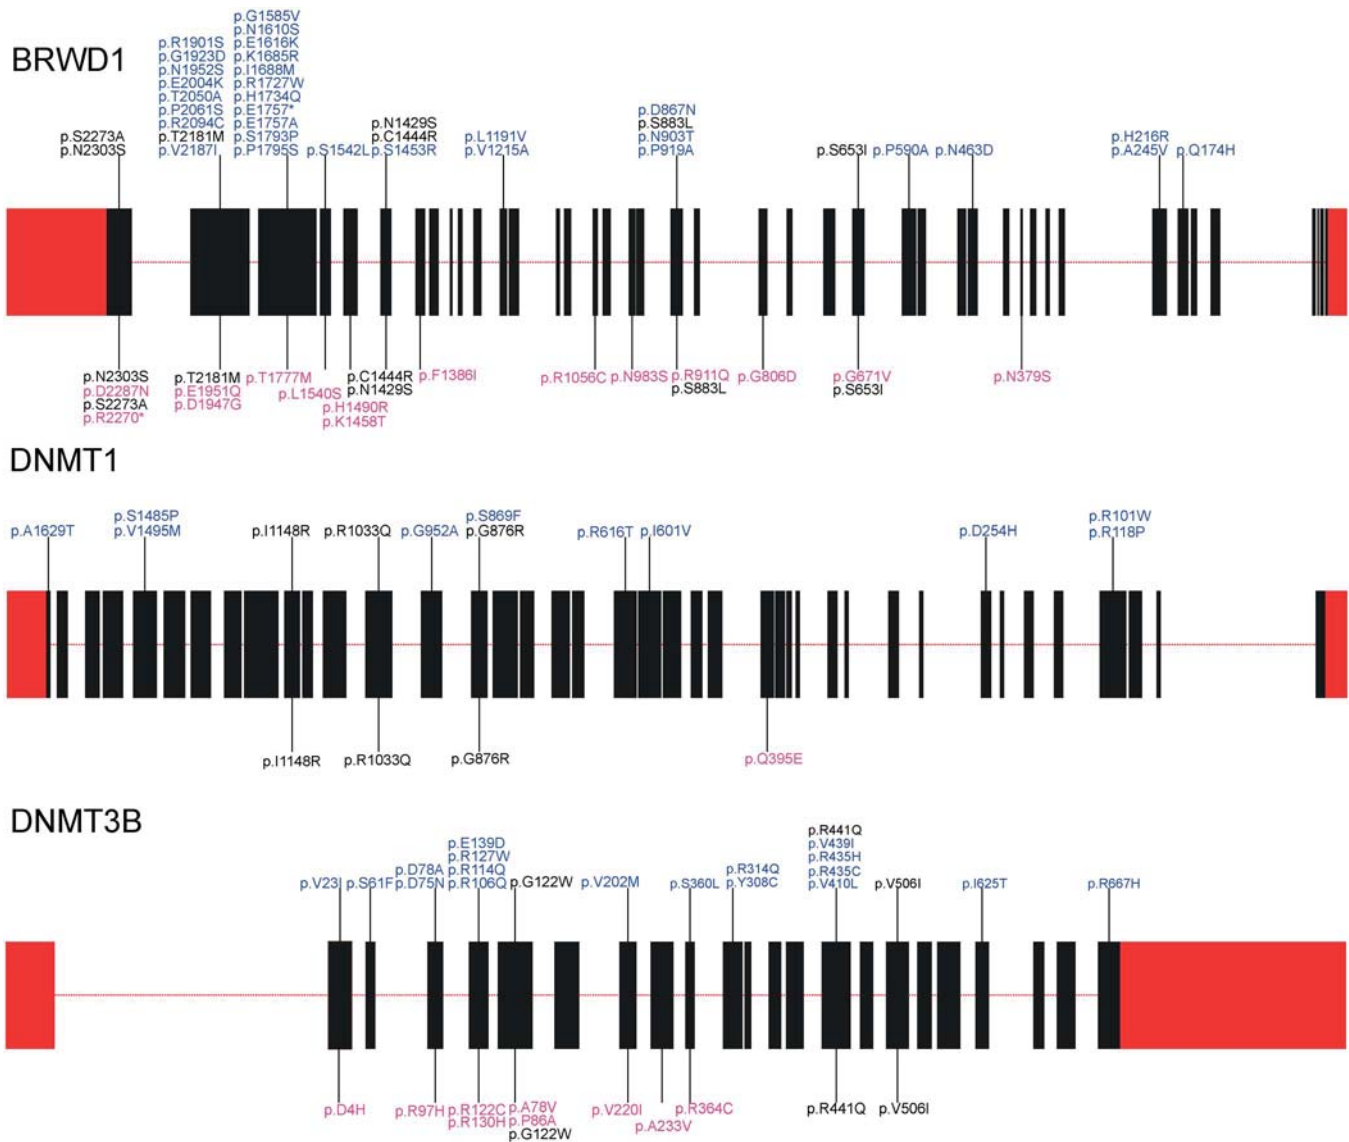 BRWD1
p.S2273A
p.N2303S
p.R1901S
p.G1923D
p.N1952S
p.E2004K
p.T2050A
p.P2061S
p.R2094C
p.T2181M
p.V2187I
p.G1585V
p.N1610S
p.E1616K
p.K1685R
p.I1688M
p.R1727W
p.H1734Q
p.E1757*
p.E1757A
p.S1793P
p.P1795S
p.S1542L
p.N1429S
p.C1444R
p.S1453R
p.L1191V
p.V1215A
p.D867N
p.S883L
p.N903T
p.P919A
p.S653I
p.P590A
p.N463D
p.H216R
p.A245V
p.Q174H
p.N2303S
p.D2287N
p.S2273A
p.R2270*
p.T2181M
p.E1951Q
p.D1947G
p.T1777M
p.L1540S
p.H1490R
p.K1458T
p.C1444R
p.N1429S
p.F1386I
p.R1056C
p.N983S
p.R911Q
p.S883L
p.G806D
p.G671V
p.S653I
p.N379S
DNMT1
p.A1629T
p.S1485P
p.V1495M
p.I1148R
p.R1033Q
p.G952A
p.S869F
p.G876R
p.R616T
p.I601V
p.D254H
p.R101W
p.R118P
p.I1148R
p.R1033Q
p.G876R
p.Q395E
DNMT3B
p.V23I
p.S61F
p.D78A
p.D75N
p.E139D
p.R127W
p.R114Q
p.R106Q
p.G122W
p.V202M
p.S360L
p.R314Q
p.Y308C
p.R441Q
p.V439I
p.R435H
p.R435C
p.V410L
p.V506I
p.I625T
p.R667H
p.D4H
p.R97H
p.R122C
p.R130H
p.A78V
p.P86A
p.G122W
p.V220I
p.A233V
p.R364C
p.R441Q
p.V506I